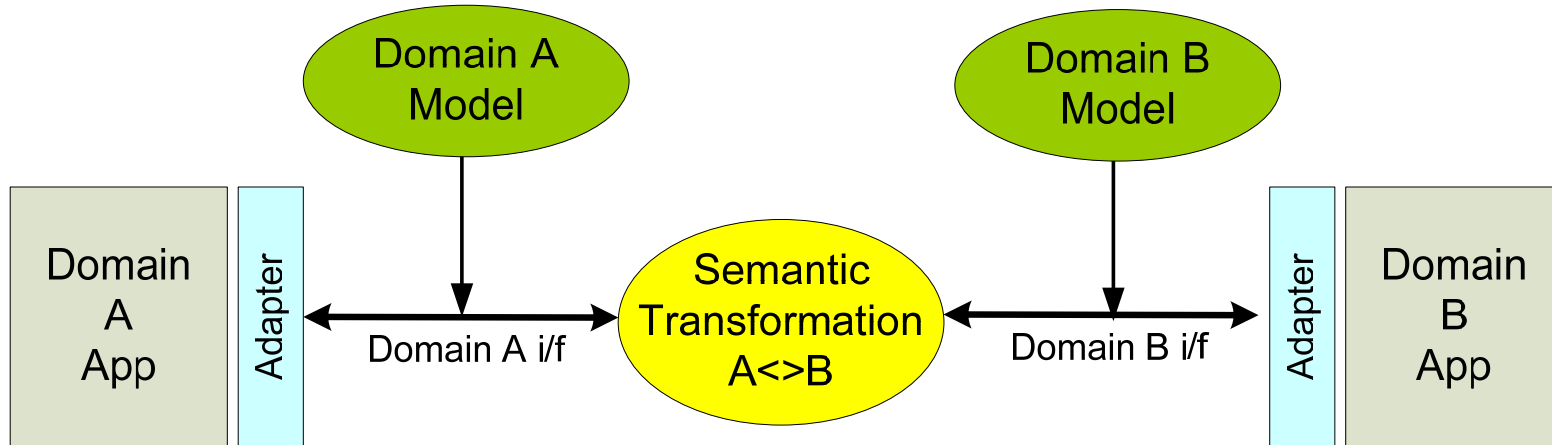 Domain A
Model
Domain B
Model
Domain
A
App
Adapter
Domain A i/f
Semantic
Transformation
A<>B
Domain B i/f
Adapter
Domain
B
App